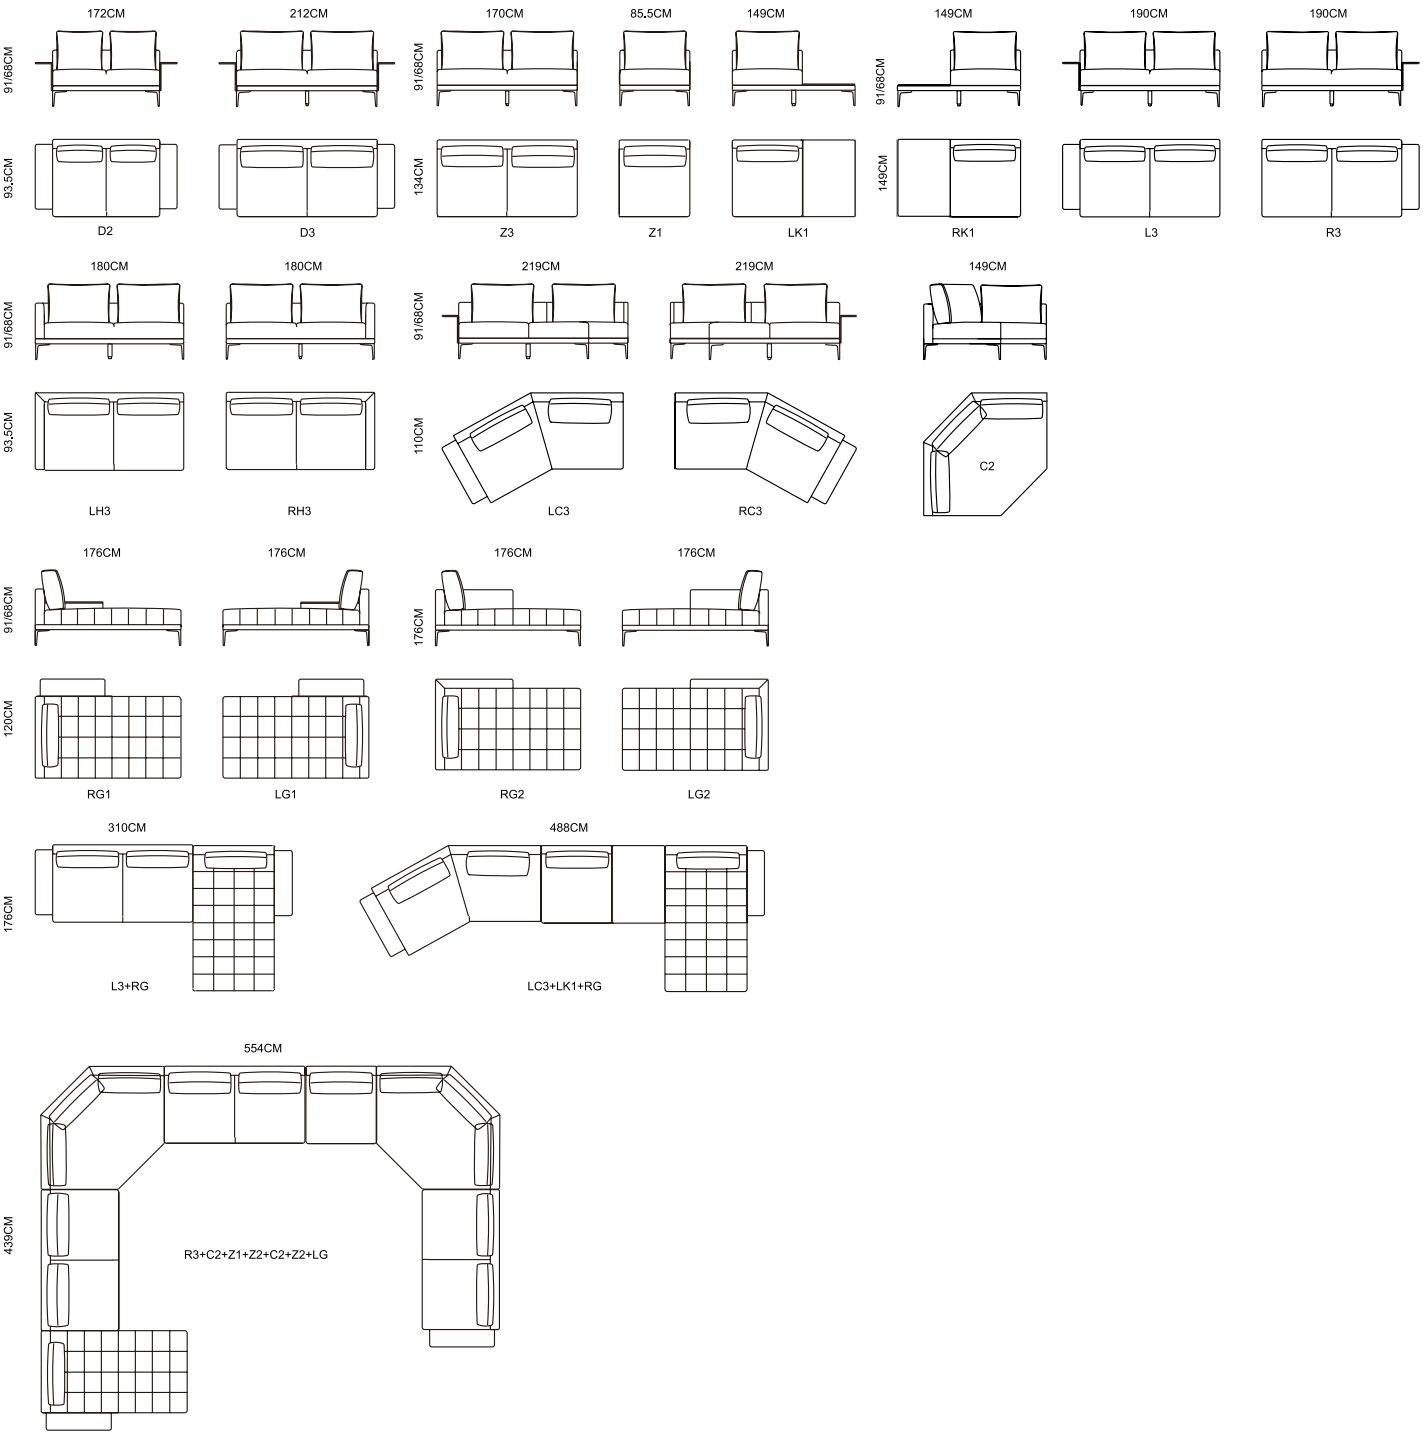 172CM 212CM 170CM 85.5CM 149CM 149CM 190CM 190CM
91/68CM 91/68CM 91/68CM
93.5CM 134CM 149CM
D2 D3 Z3 Z1 LK1 RK1 L3 R3
180CM 180CM 219CM 219CM 149CM
91/68CM 91/68CM
93.5CM 110CM
C2
LH3 RH3 LC3 RC3
176CM 176CM 176CM 176CM
91/68CM 176CM
120CM
RG1 LG1 RG2 LG2
310CM 488CM
176CM
L3+RG LC3+LK1+RG
554CM
439CM
R3+C2+Z1+Z2+C2+Z2+LG